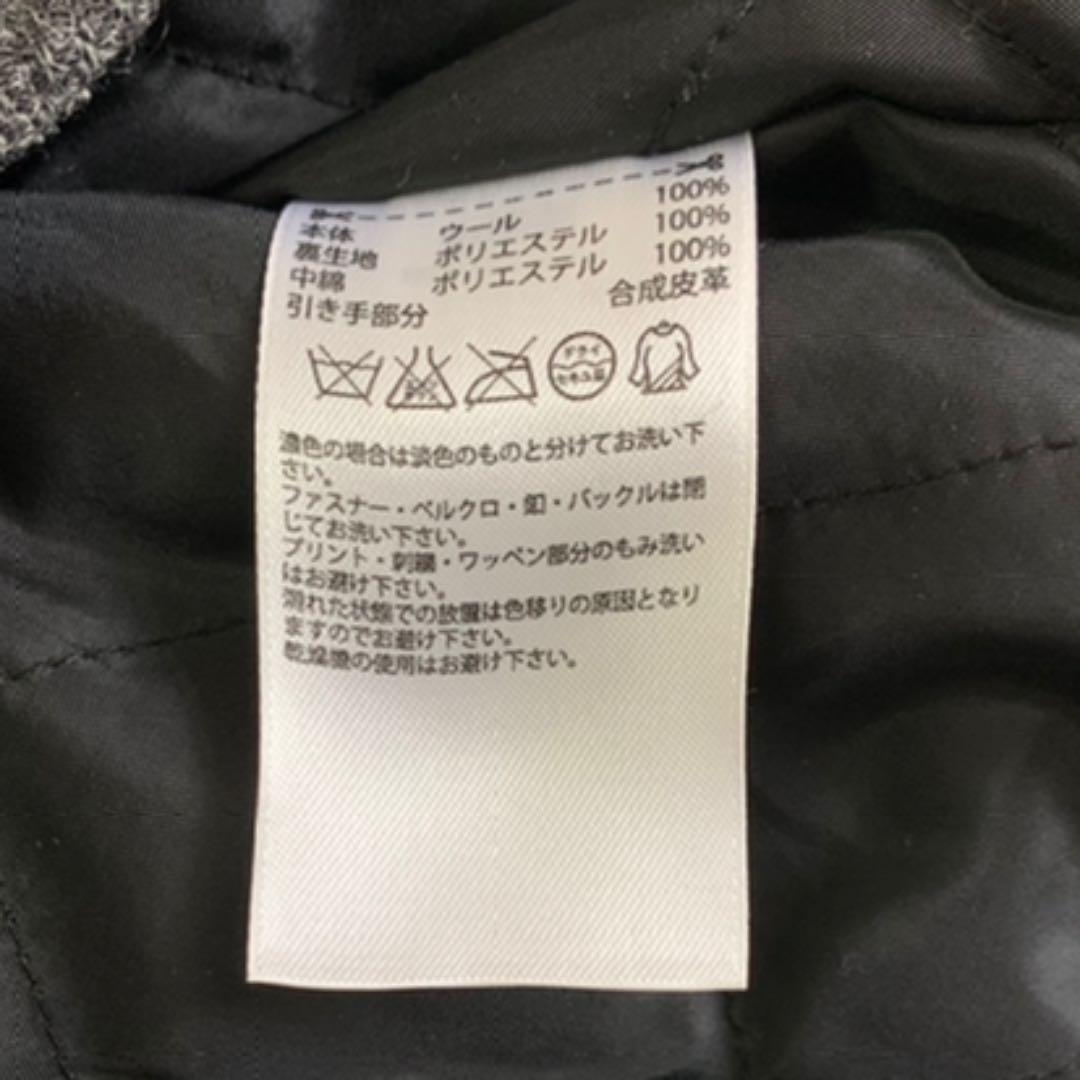 本体 ウール 100%
裏生地 ポリエステル 100%
中綿 ポリエステル 100%
引き手部分 合成皮革
ドライ
セキユ系
濃色の場合は淡色のものと分けてお洗い下
さい。
ファスナー・ベルクロ・釦・バックルは閉
じてお洗い下さい。
プリント・刺繍・ワッペン部分のもみ洗い
はお避け下さい。
濡れた状態での放置は色移りの原因となり
ますのでお避け下さい。
乾燥機の使用はお避け下さい。